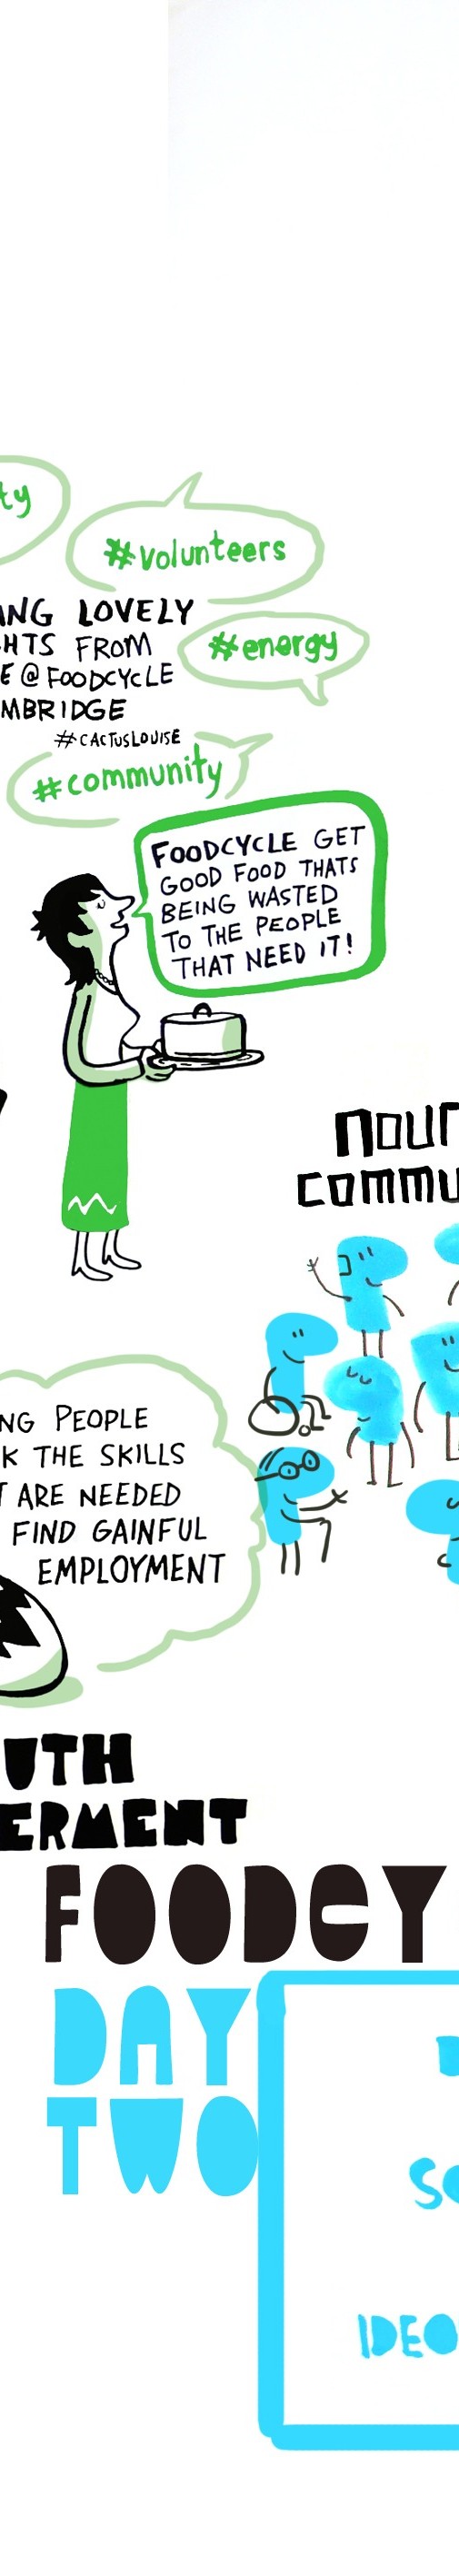 ty
#volunteers
ING LOVELY
HTS FROM
E @ FOODCYCLE
MBRIDGE
#CACTUSLOUISE
#energy
#community
FOODCYCLE GET
GOOD FOOD THATS
BEING WASTED
TO THE PEOPLE
THAT NEED IT!
nour
commu
NG PEOPLE
K THE SKILLS
T ARE NEEDED
FIND GAINFUL
EMPLOYMENT
UTH
ERMENT
FOODCY
DAY
TWO
SO
IDEO